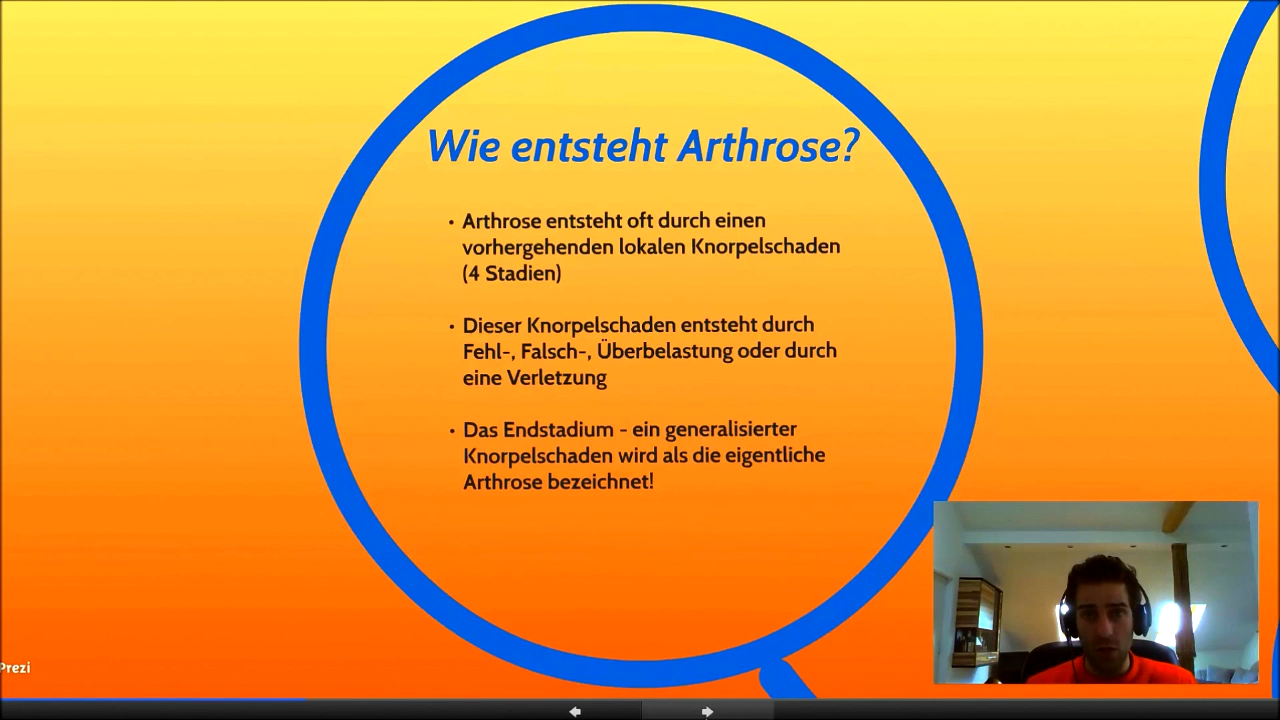 Wie entsteht Arthrose?
• Arthrose entsteht oft durch einen
vorhergehenden lokalen Knorpelschaden
(4 Stadien)
• Dieser Knorpelschaden entsteht durch
Fehl-, Falsch-, Überbelastung oder durch
eine Verletzung
• Das Endstadium - ein generalisierter
Knorpelschaden wird als die eigentliche
Arthrose bezeichnet!
Prezi